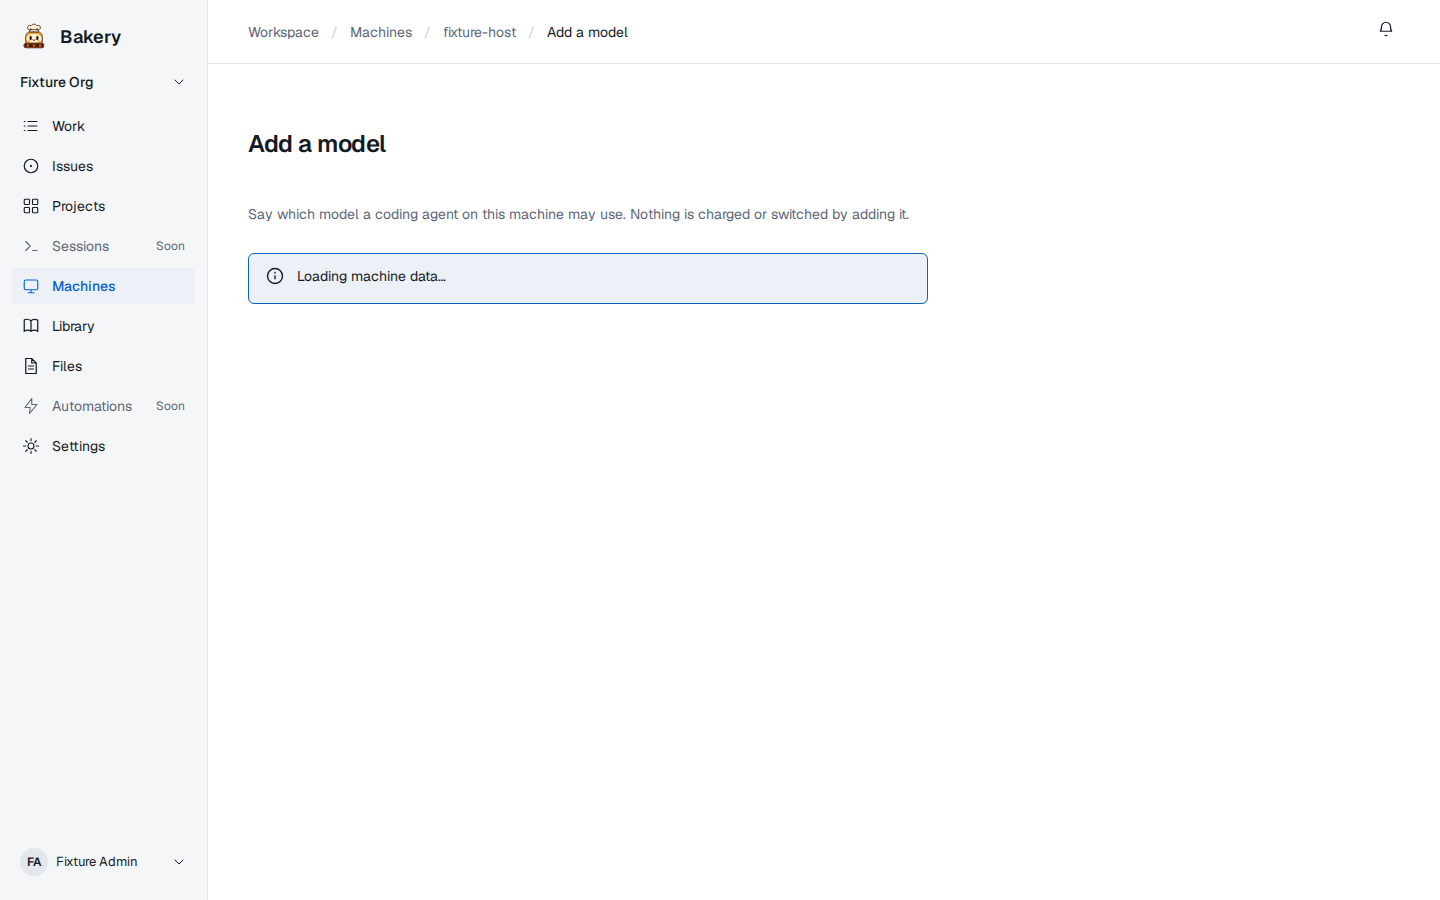 Bakery
Fixture Org
Work
Issues
Projects
Sessions Soon
Machines
Library
Files
Automations Soon
Settings
FA Fixture Admin
Workspace / Machines / fixture-host / Add a model
Add a model
Say which model a coding agent on this machine may use. Nothing is charged or switched by adding it.
Loading machine data...